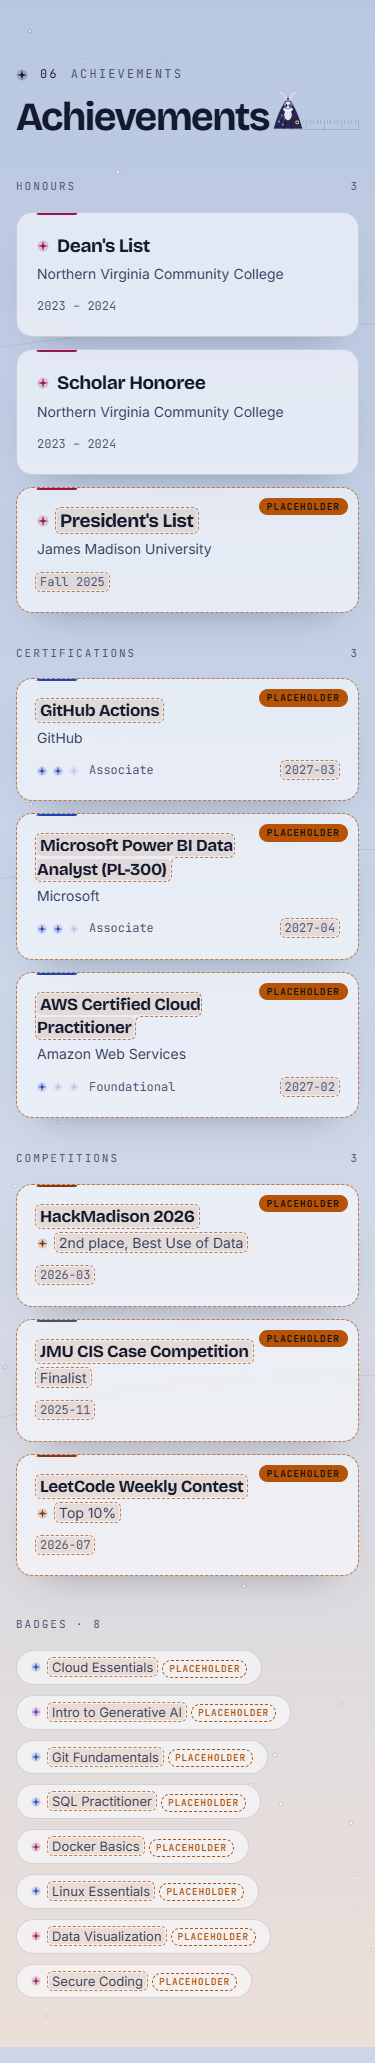 06 ACHIEVEMENTS
Achievements
HONOURS 3
Dean's List
Northern Virginia Community College
2023 – 2024
Scholar Honoree
Northern Virginia Community College
2023 – 2024
PLACEHOLDER
President's List
James Madison University
Fall 2025
CERTIFICATIONS 3
PLACEHOLDER
GitHub Actions
GitHub
Associate 2027-03
PLACEHOLDER
Microsoft Power BI Data
Analyst (PL-300)
Microsoft
Associate 2027-04
PLACEHOLDER
AWS Certified Cloud
Practitioner
Amazon Web Services
Foundational 2027-02
COMPETITIONS 3
PLACEHOLDER
HackMadison 2026
2nd place, Best Use of Data
2026-03
PLACEHOLDER
JMU CIS Case Competition
Finalist
2025-11
PLACEHOLDER
LeetCode Weekly Contest
Top 10%
2026-07
BADGES · 8
Cloud Essentials PLACEHOLDER
Intro to Generative AI PLACEHOLDER
Git Fundamentals PLACEHOLDER
SQL Practitioner PLACEHOLDER
Docker Basics PLACEHOLDER
Linux Essentials PLACEHOLDER
Data Visualization PLACEHOLDER
Secure Coding PLACEHOLDER